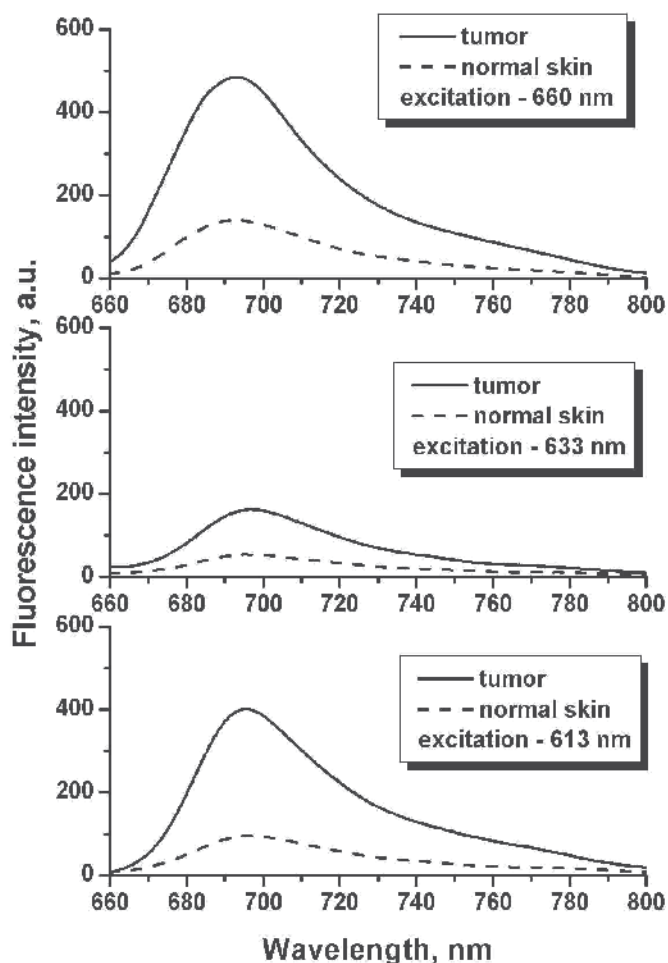 Fluorescence intensity, a.u.
600
400
200
0
tumor
normal skin
excitation - 660 nm
660 680 700 720 740 760 780 800
600
400
200
0
tumor
normal skin
excitation - 633 nm
660 680 700 720 740 760 780 800
600
400
200
0
tumor
normal skin
excitation - 613 nm
660 680 700 720 740 760 780 800
Wavelength, nm